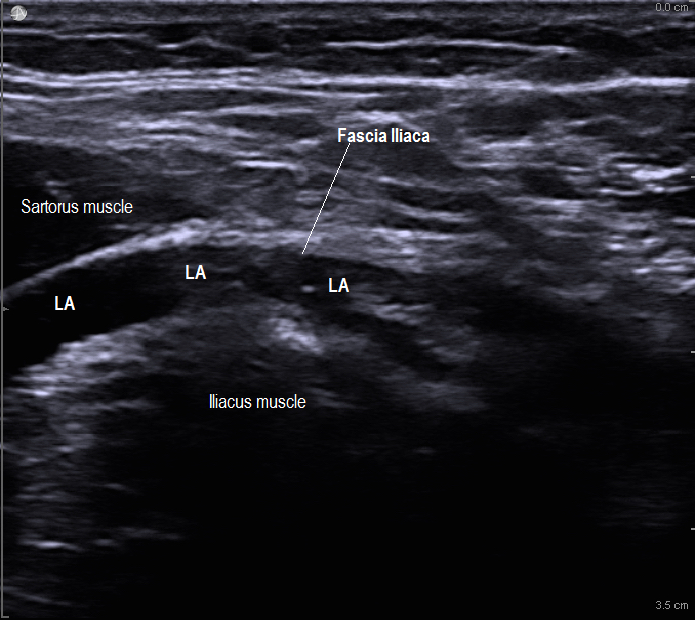 0.0 cm
Fascia Iliaca
Sartorus muscle
LA
LA
LA
Iliacus muscle
3.5 cm